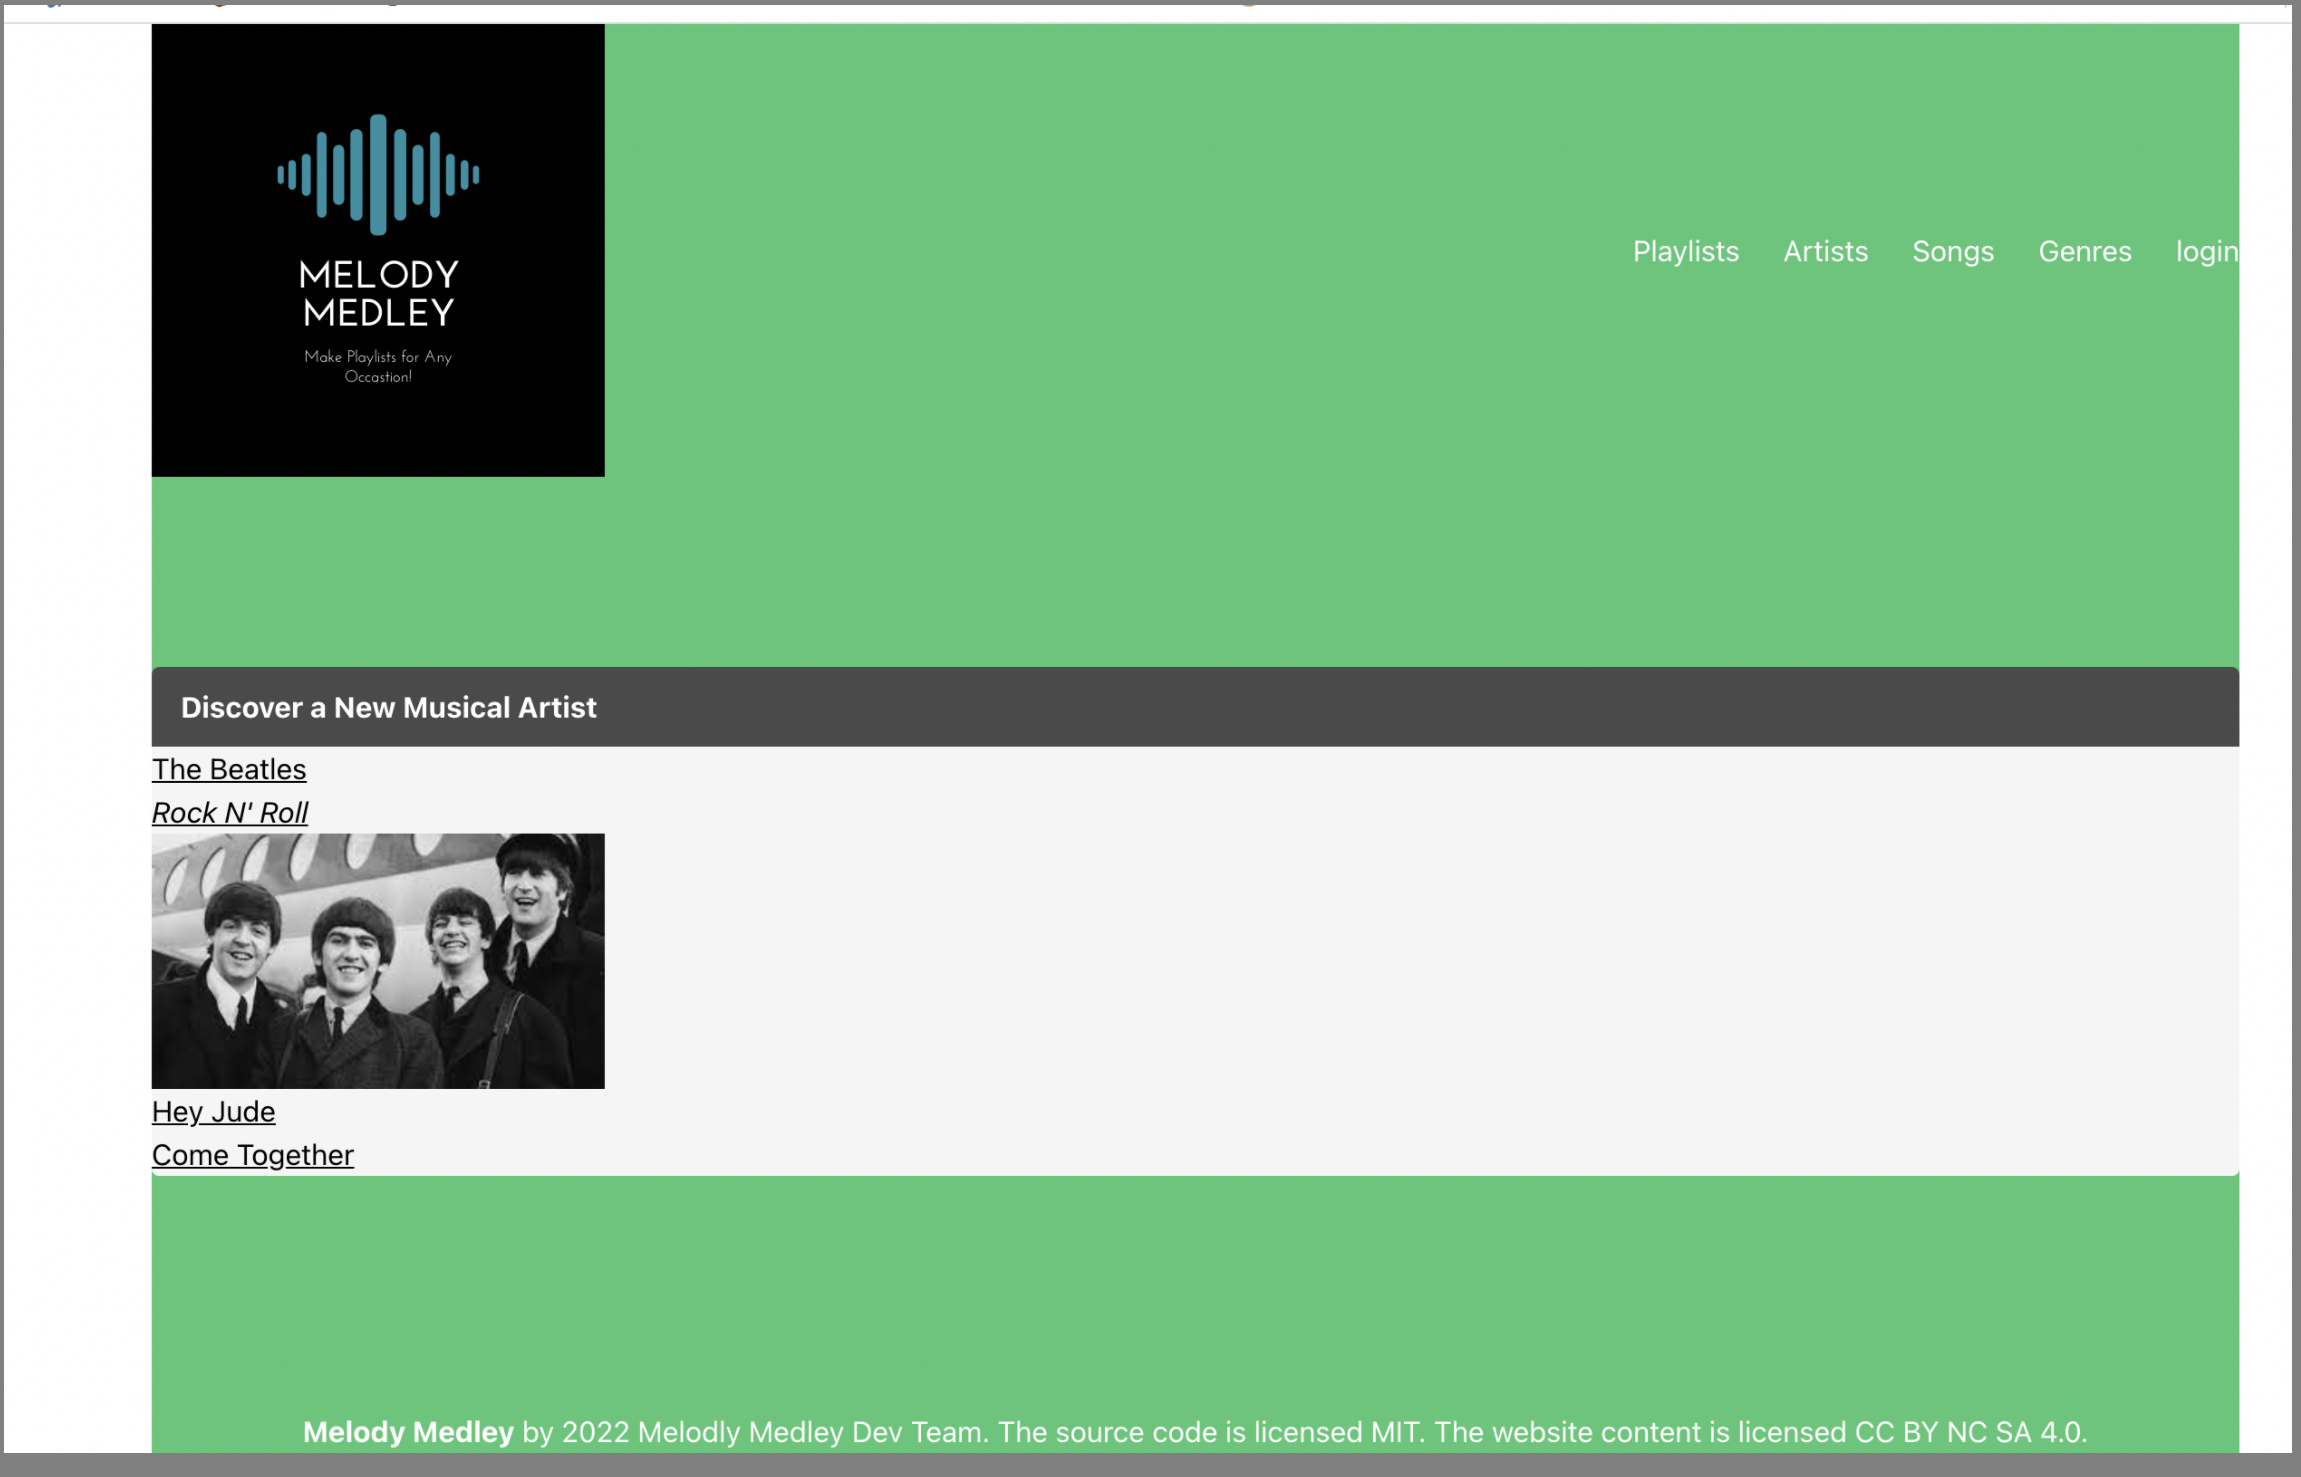 MELODY
MEDLEY
Make Playlists for Any
Occastion!
Playlists Artists Songs Genres login
Discover a New Musical Artist
The Beatles
Rock N' Roll
Hey Jude
Come Together
Melody Medley by 2022 Melodly Medley Dev Team. The source code is licensed MIT. The website content is licensed CC BY NC SA 4.0.